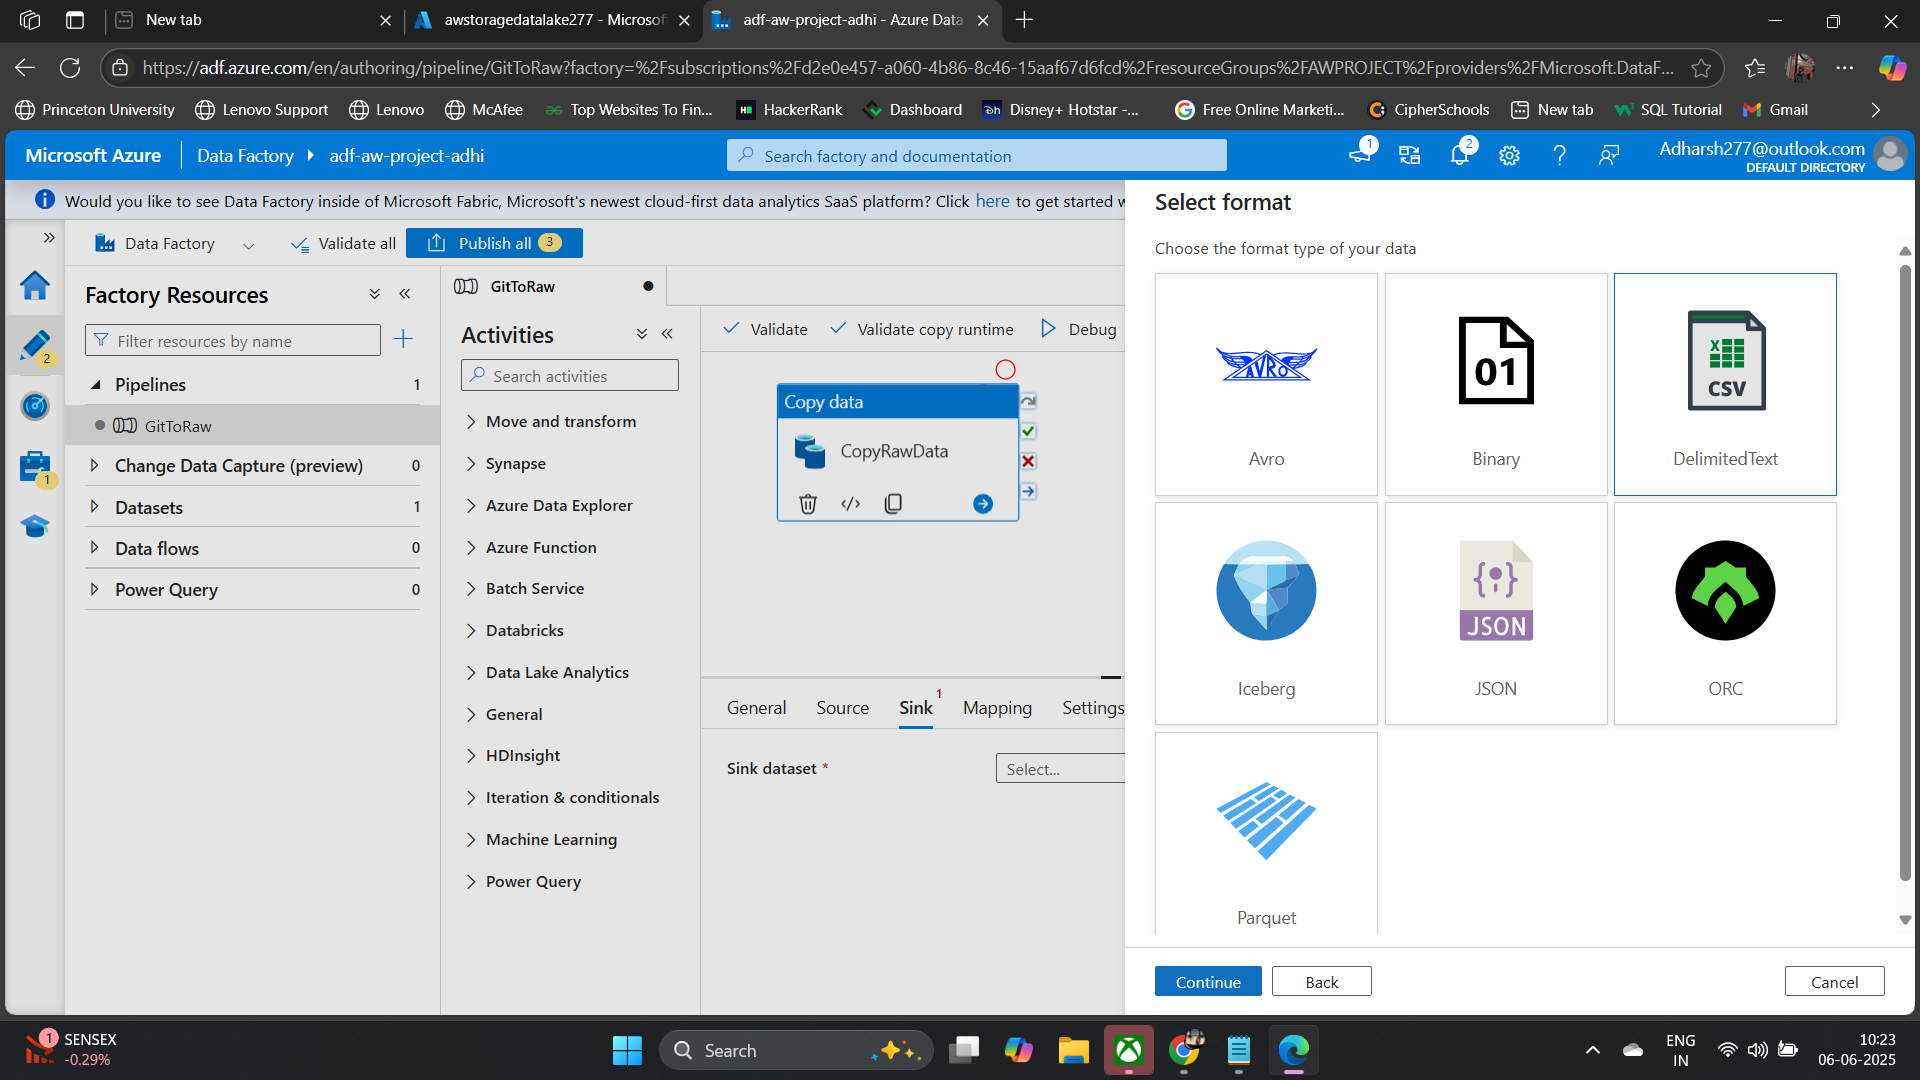 New tab
awstoragedatalake277 - Microsof
adf-aw-project-adhi - Azure Data
https://adf.azure.com/en/authoring/pipeline/GitToRaw?factory=%2Fsubscriptions%2Fd2e0e457-a060-4b86-8c46-15aaf67d6fcd%2FresourceGroups%2FAWPROJECT%2Fproviders%2FMicrosoft.DataF...
Princeton University
Lenovo Support
Lenovo
McAfee
Top Websites To Fin...
HackerRank
Dashboard
Disney+ Hotstar -...
Free Online Marketi...
CipherSchools
New tab
SQL Tutorial
Gmail
Microsoft Azure
Data Factory
adf-aw-project-adhi
Search factory and documentation
1
2
Adharsh277@outlook.com
DEFAULT DIRECTORY
Would you like to see Data Factory inside of Microsoft Fabric, Microsoft's newest cloud-first data analytics SaaS platform? Click here to get started w
Data Factory
Validate all
Publish all 3
2
1
Factory Resources
Filter resources by name
Pipelines 1
GitToRaw
Change Data Capture (preview) 0
Datasets 1
Data flows 0
Power Query 0
GitToRaw
Activities
Search activities
Move and transform
Synapse
Azure Data Explorer
Azure Function
Batch Service
Databricks
Data Lake Analytics
General
HDInsight
Iteration & conditionals
Machine Learning
Power Query
Validate
Validate copy runtime
Debug
Copy data
CopyRawData
General
Source
Sink 1
Mapping
Settings
Sink dataset *
Select...
Select format
Choose the format type of your data
AVRO
Avro
01
Binary
X
CSV
DelimitedText
Iceberg
JSON
JSON
ORC
Parquet
Continue
Back
Cancel
1
SENSEX
-0.29%
Search
ENG
IN
10:23
06-06-2025